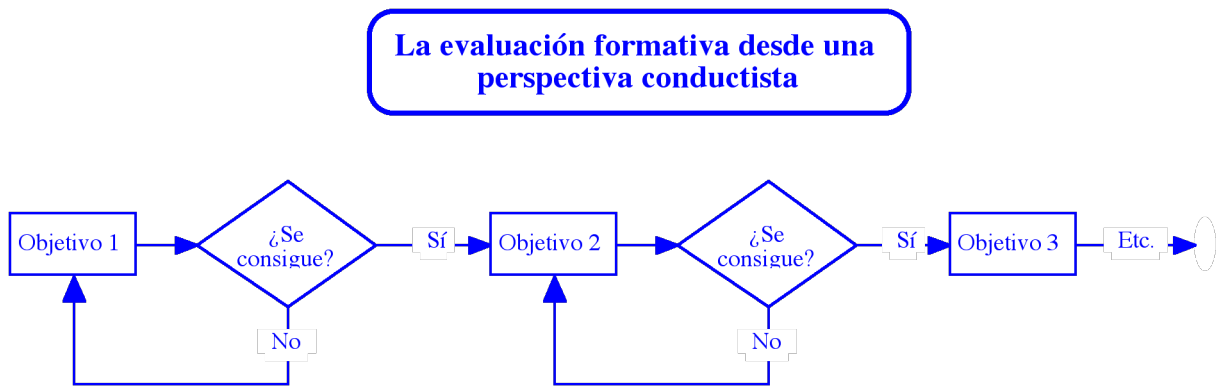 La evaluación formativa desde una
perspectiva conductista
Objetivo 1
¿Se
consigue?
Sí
No
Objetivo 2
¿Se
consigue?
Sí
No
Objetivo 3
Etc.